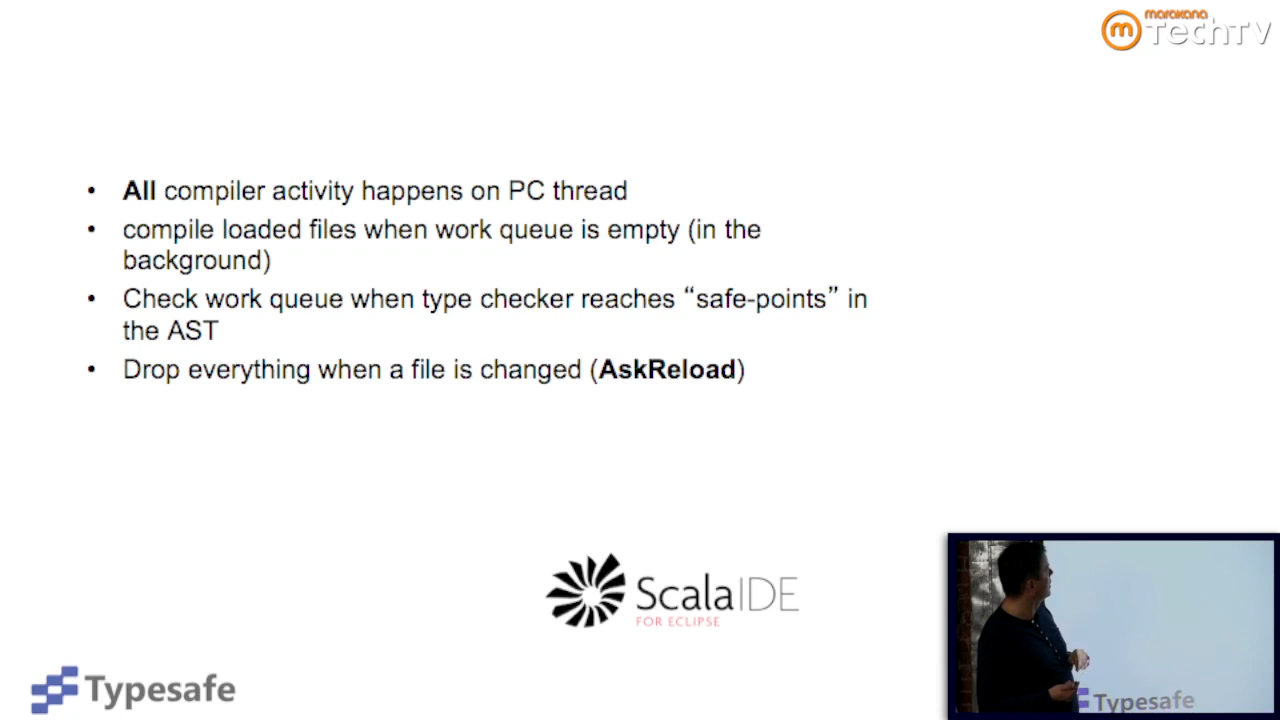 marakana
TechTV
• All compiler activity happens on PC thread
• compile loaded files when work queue is empty (in the
background)
• Check work queue when type checker reaches “safe-points” in
the AST
• Drop everything when a file is changed (AskReload)
ScalaIDE
FOR ECLIPSE
Typesafe
Typesafe